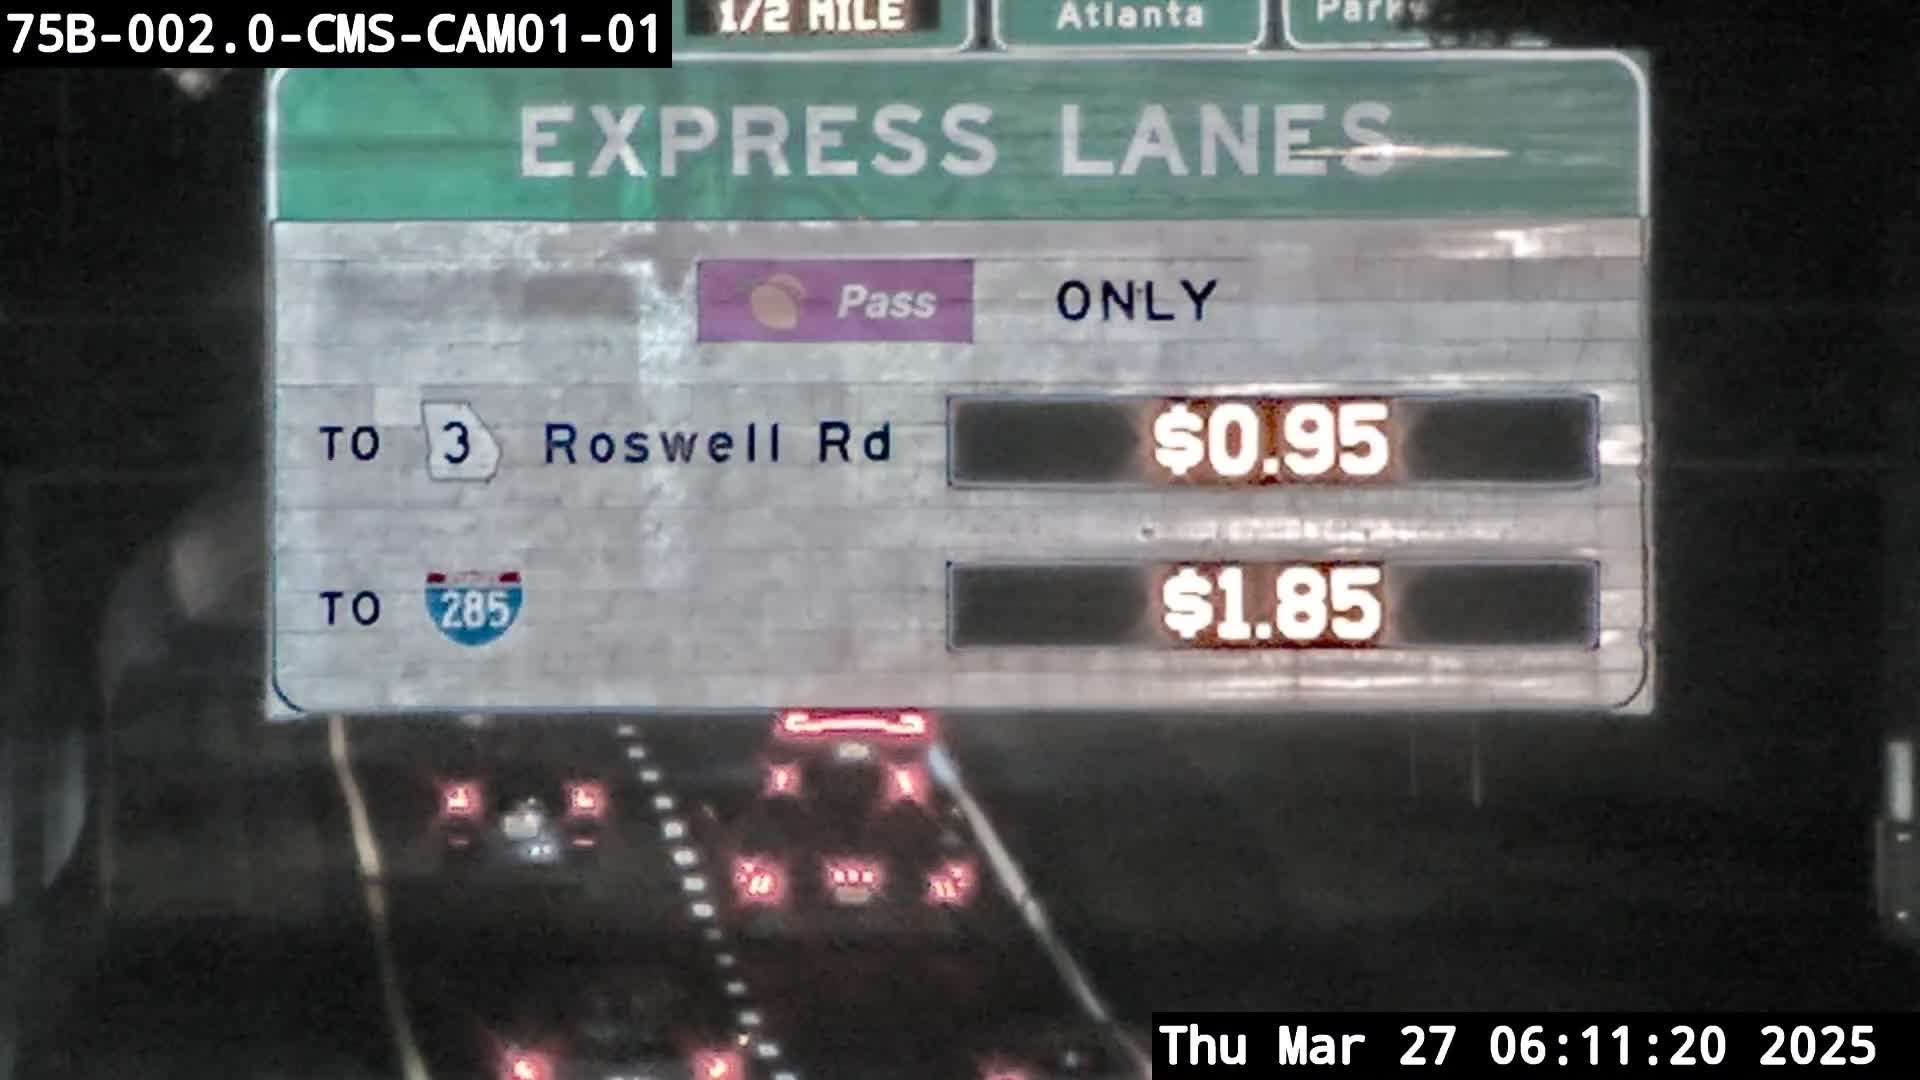 75B-002.0-CMS-CAM01-01
1/2 MILE
Atlanta
EXPRESS LANES
Pass ONLY
TO 3 Roswell Rd $0.95
TO 285 $1.85
Thu Mar 27 06:11:20 2025